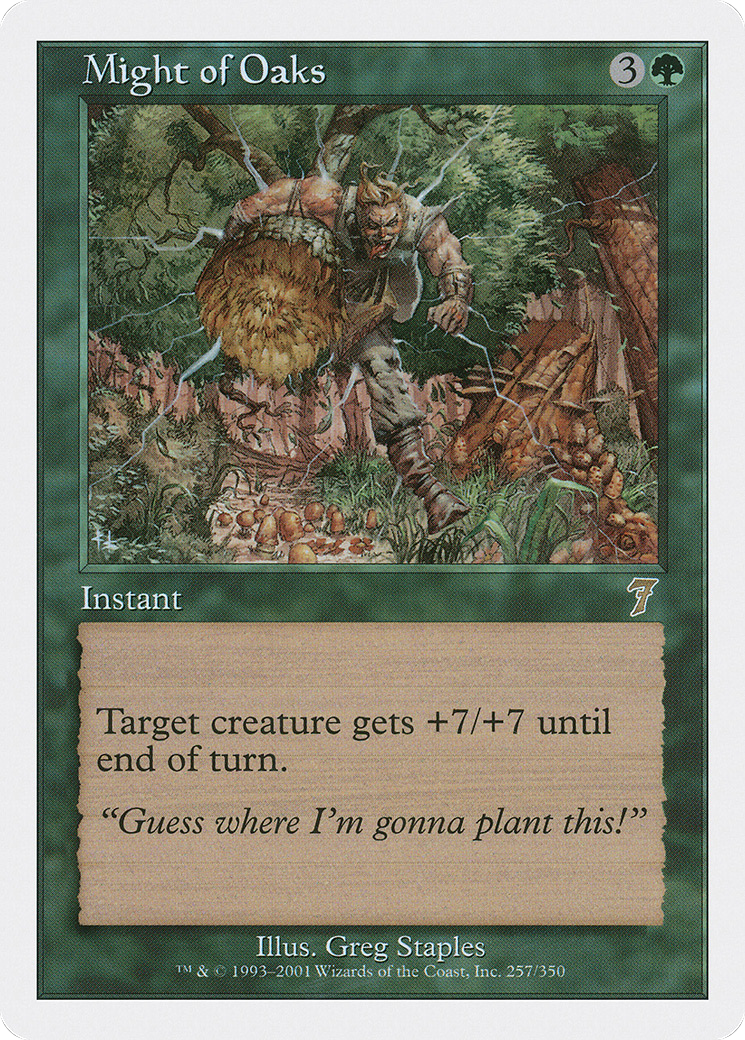 Might of Oaks
3
Instant
7
Target creature gets +7/+7 until
end of turn.
“Guess where I'm gonna plant this!”
Illus. Greg Staples
™ & © 1993–2001 Wizards of the Coast, Inc. 257/350